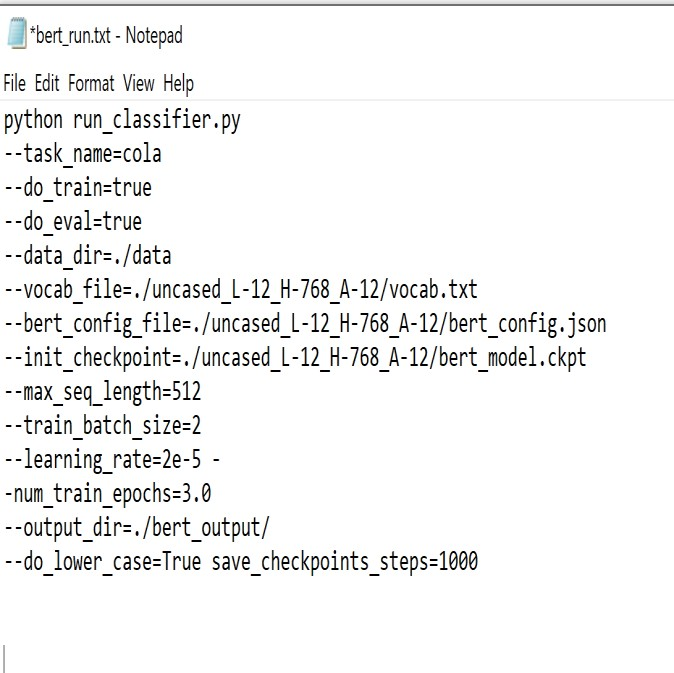 *bert_run.txt - Notepad
File Edit Format View Help
python run_classifier.py
--task_name=cola
--do_train=true
--do_eval=true
--data_dir=./data
--vocab_file=./uncased_L-12_H-768_A-12/vocab.txt
--bert_config_file=./uncased_L-12_H-768_A-12/bert_config.json
--init_checkpoint=./uncased_L-12_H-768_A-12/bert_model.ckpt
--max_seq_length=512
--train_batch_size=2
--learning_rate=2e-5 -
-num_train_epochs=3.0
--output_dir=./bert_output/
--do_lower_case=True save_checkpoints_steps=1000